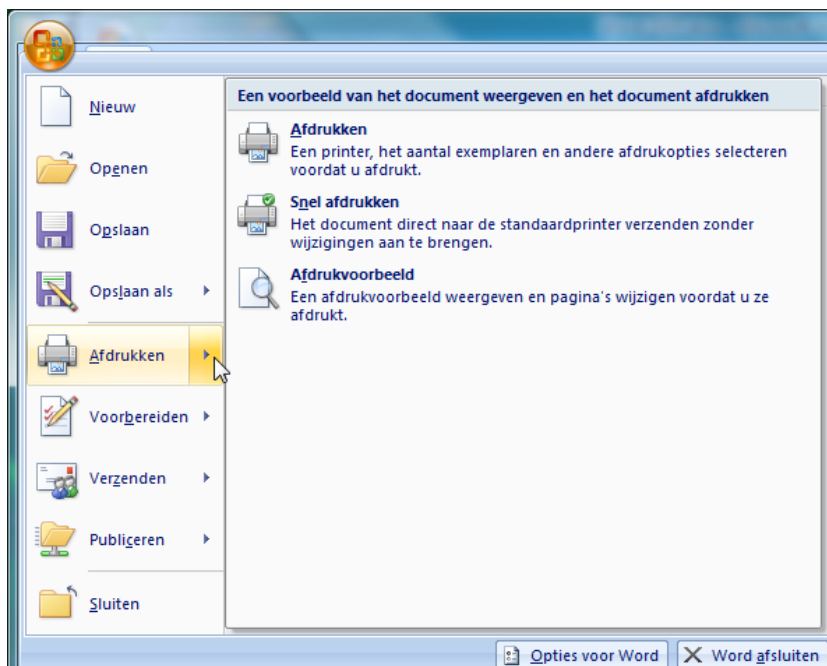 Nieuw
Openen
Opslaan
Opslaan als
Afdrukken
Voorbereiden
Verzenden
Publiceren
Sluiten
Een voorbeeld van het document weergeven en het document afdrukken
Afdrukken
Een printer, het aantal exemplaren en andere afdrukopties selecteren
voordat u afdrukt.
Snel afdrukken
Het document direct naar de standaardprinter verzenden zonder
wijzigingen aan te brengen.
Afdrukvoorbeeld
Een afdrukvoorbeeld weergeven en pagina's wijzigen voordat u ze
afdrukt.
Opties voor Word
Word afsluiten